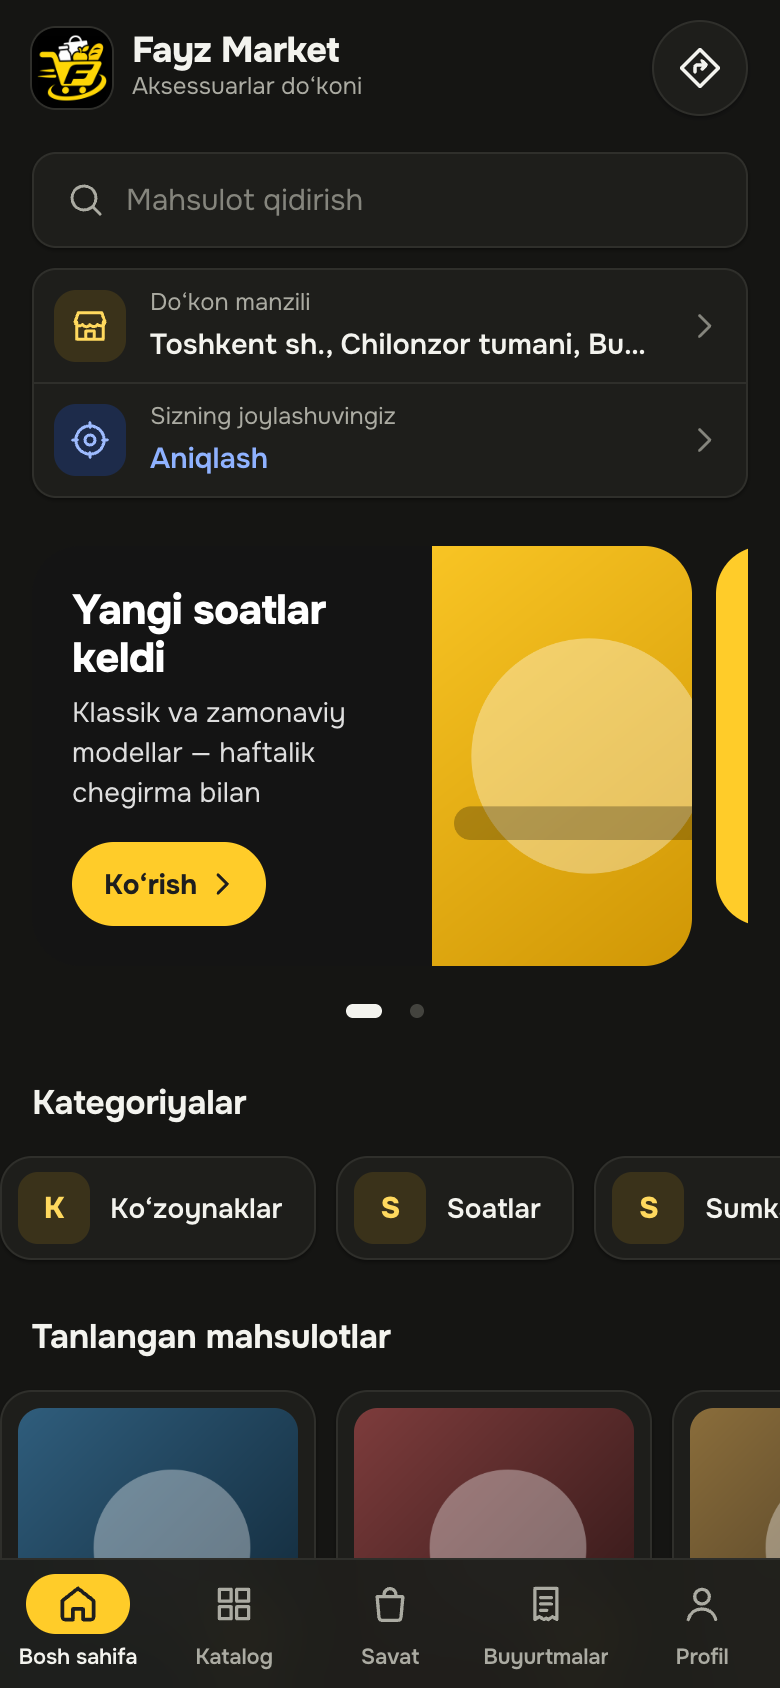 Fayz Market
Aksessuarlar do‘koni
Mahsulot qidirish
Do‘kon manzili
Toshkent sh., Chilonzor tumani, Bu...
Sizning joylashuvingiz
Aniqlash
Yangi soatlar
keldi
Klassik va zamonaviy
modellar — haftalik
chegirma bilan
Ko‘rish
Kategoriyalar
K Ko‘zoynaklar S Soatlar S Sumk
Tanlangan mahsulotlar
Bosh sahifa Katalog Savat Buyurtmalar Profil